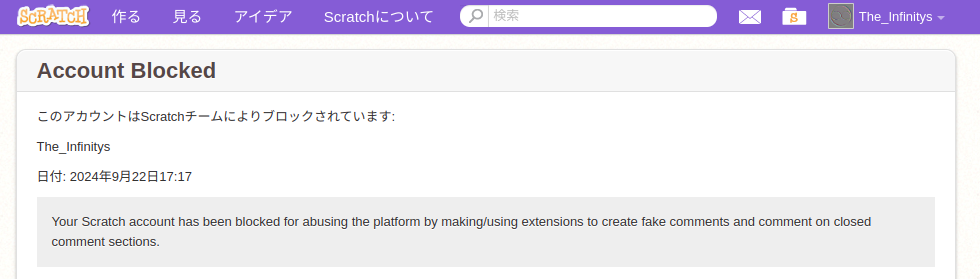 SCRATCH 作る 見る アイデア Scratchについて 検索 The_Infinitys
Account Blocked
このアカウントはScratchチームによりブロックされています:
The_Infinitys
日付: 2024年9月22日17:17
Your Scratch account has been blocked for abusing the platform by making/using extensions to create fake comments and comment on closed
comment sections.